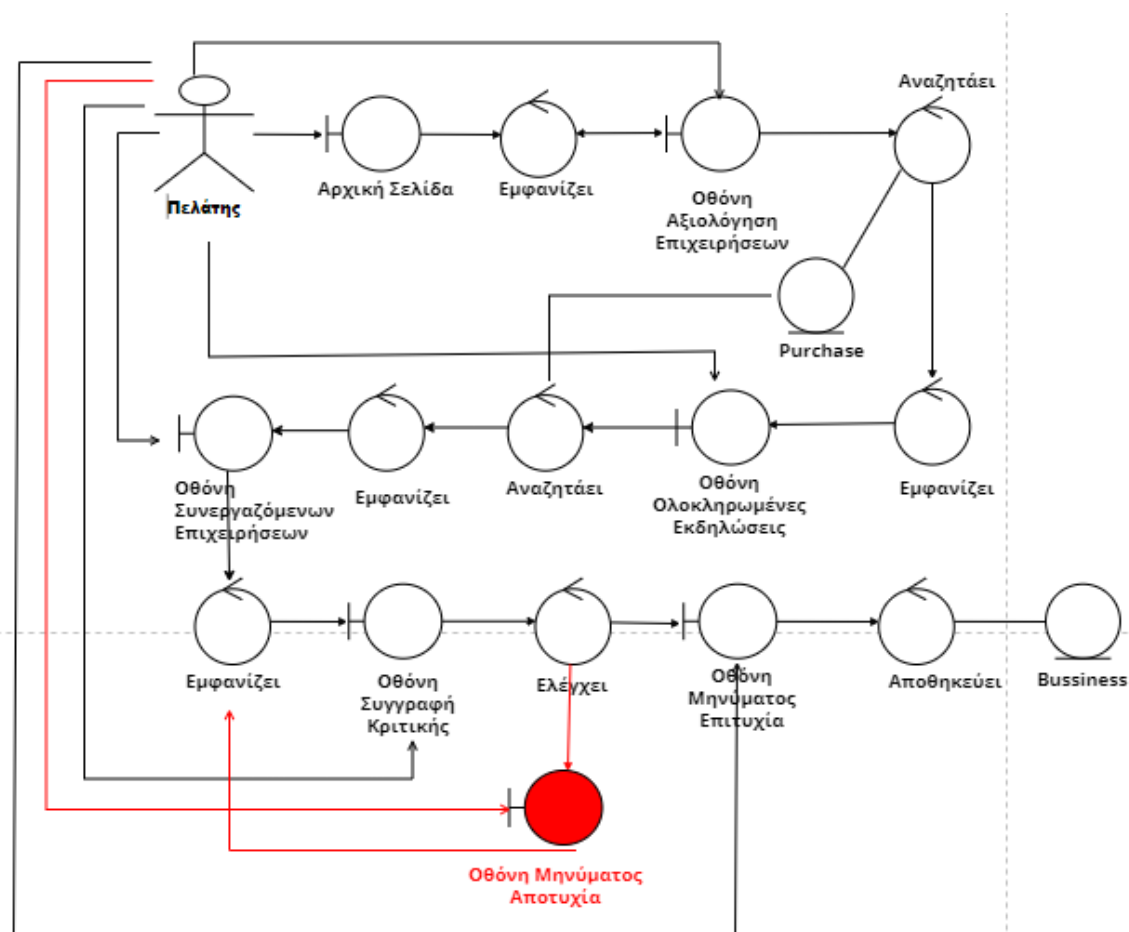 Αναζητάει
Πελάτης
Αρχική Σελίδα
Εμφανίζει
Οθόνη
Αξιολόγηση
Επιχειρήσεων
Purchase
Οθόνη
Συνεργαζόμενων
Επιχειρήσεων
Εμφανίζει
Αναζητάει
Οθόνη
Ολοκληρωμένες
Εκδηλώσεις
Εμφανίζει
Εμφανίζει
Οθόνη
Συγγραφή
Κριτικής
Ελέγχει
Οθόνη
Μηνύματος
Επιτυχία
Αποθηκεύει
Bussiness
Οθόνη Μηνύματος
Αποτυχία